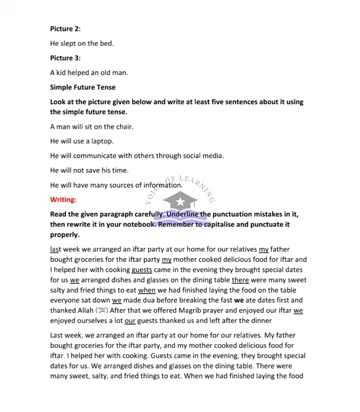 Picture 2:
He slept on the bed.
Picture 3:
A kid helped an old man.
Simple Future Tense
Look at the picture given below and write at least five sentences about it using
the simple future tense.
A man will sit on the chair.
He will use a laptop.
He will communicate with others through social media.
He will not save his time.
He will have many sources of information.
VOICE OF LEARNING
Writing:
Read the given paragraph carefully. Underline the punctuation mistakes in it,
then rewrite it in your notebook. Remember to capitalise and punctuate it
properly.
last week we arranged an iftar party at our home for our relatives my father
bought groceries for the iftar party my mother cooked delicious food for iftar and
I helped her with cooking guests came in the evening they brought special dates
for us we arranged dishes and glasses on the dining table there were many sweet
salty and fried things to eat when we had finished laying the food on the table
everyone sat down we made dua before breaking the fast we ate dates first and
thanked Allah After that we offered Magrib prayer and enjoyed our iftar we
enjoyed ourselves a lot our guests thanked us and left after the dinner
Last week, we arranged an iftar party at our home for our relatives. My father
bought groceries for the iftar party, and my mother cooked delicious food for
iftar. I helped her with cooking. Guests came in the evening, they brought special
dates for us. We arranged dishes and glasses on the dining table. There were
many sweet, salty, and fried things to eat. When we had finished laying the food